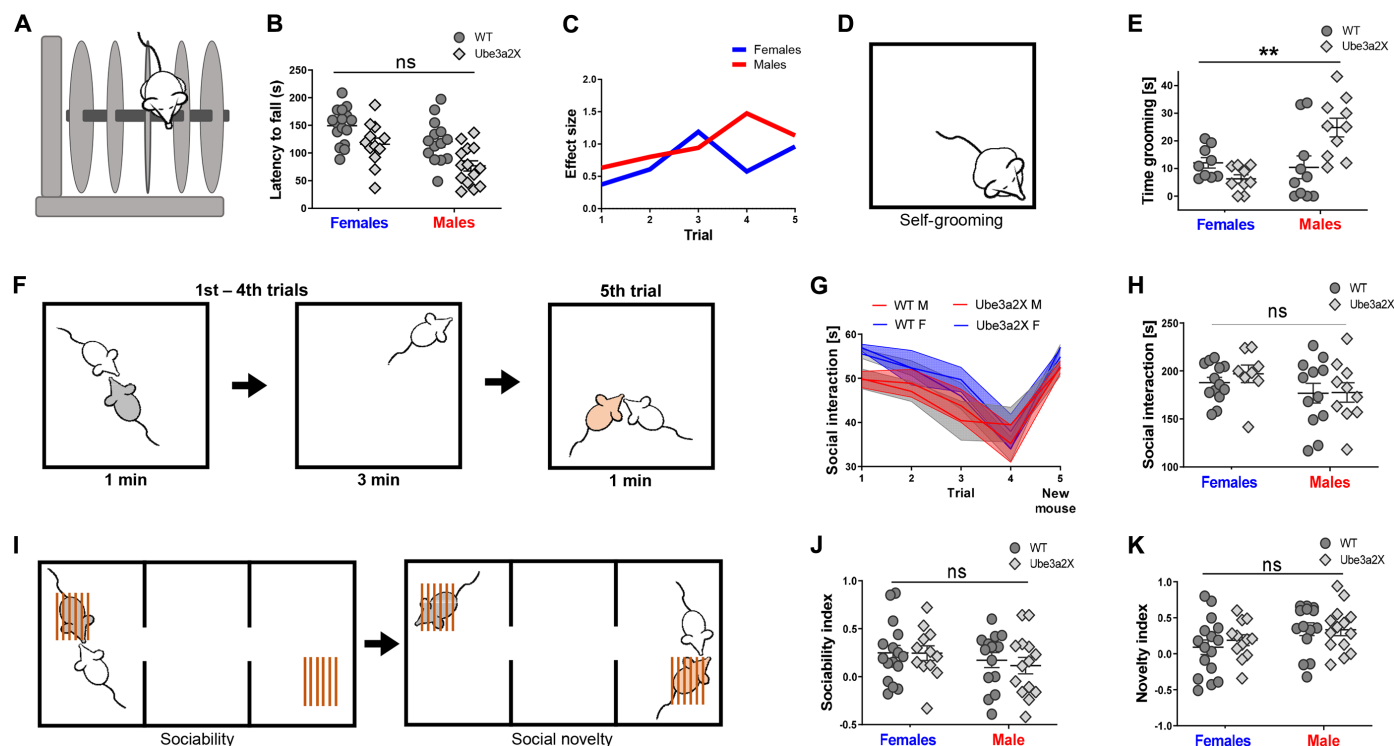 A
B
WT
Ube3a2X
ns
Latency to fall (s)
250
200
150
100
50
0
Females
Males
C
Females
Males
Effect size
2.0
1.5
1.0
0.5
0.0
1
2
3
4
5
Trial
D
Self-grooming
E
WT
Ube3a2X
**
Time grooming [s]
50
40
30
20
10
0
Females
Males
F
1st – 4th trials
5th trial
1 min
3 min
1 min
G
WT M
Ube3a2X M
WT F
Ube3a2X F
Social interaction [s]
60
50
40
30
1
2
3
4
5
Trial
New
mouse
H
WT
Ube3a2X
ns
Social interaction [s]
250
200
150
100
Females
Males
I
Sociability
Social novelty
J
WT
Ube3a2X
ns
Sociability index
1.0
0.5
0.0
-0.5
Females
Male
K
WT
Ube3a2X
ns
Novelty index
1.0
0.5
0.0
-0.5
-1.0
Females
Male